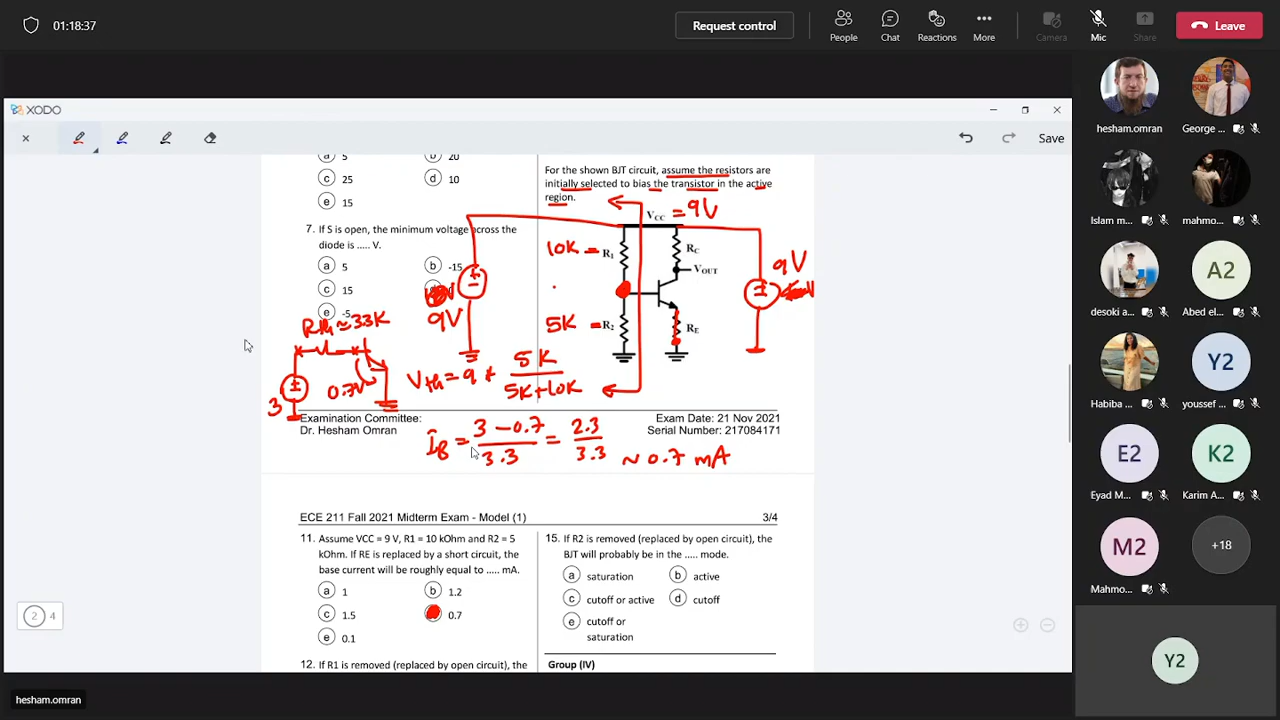 01:18:37
Request control
People
Chat
Reactions
More
Camera
Mic
Share
Leave
XODO
Save
a 5
b 20
c 25
d 10
e 15
7. If S is open, the minimum voltage across the
diode is ..... V.
a 5
b -15
c 15
e -5
For the shown BJT circuit, assume the resistors are
initially selected to bias the transistor in the active
region.
VCC = 9V
10K = R1
RC
VOUT
9V
9V
5K = R2
RE
Rth ≈ 3.3K
0.7V
3
Vth = 9 * 5K
5K+10K
Examination Committee:
Dr. Hesham Omran
Exam Date: 21 Nov 2021
Serial Number: 217084171
IB = 3 - 0.7 = 2.3
3.3 3.3 ~ 0.7 mA
ECE 211 Fall 2021 Midterm Exam - Model (1)
3/4
11. Assume VCC = 9 V, R1 = 10 kOhm and R2 = 5
kOhm. If RE is replaced by a short circuit, the
base current will be roughly equal to ..... mA.
a 1
b 1.2
c 1.5
0.7
e 0.1
12. If R1 is removed (replaced by open circuit), the
15. If R2 is removed (replaced by open circuit), the
BJT will probably be in the ..... mode.
a saturation
b active
c cutoff or active
d cutoff
e cutoff or
saturation
Group (IV)
2 4
hesham.omran
hesham.omran
George ...
Islam m...
mahmo...
desoki a...
A2
Abed el...
Habiba ...
Y2
youssef ...
E2
Eyad M...
K2
Karim A...
M2
Mahmo...
+18
Y2